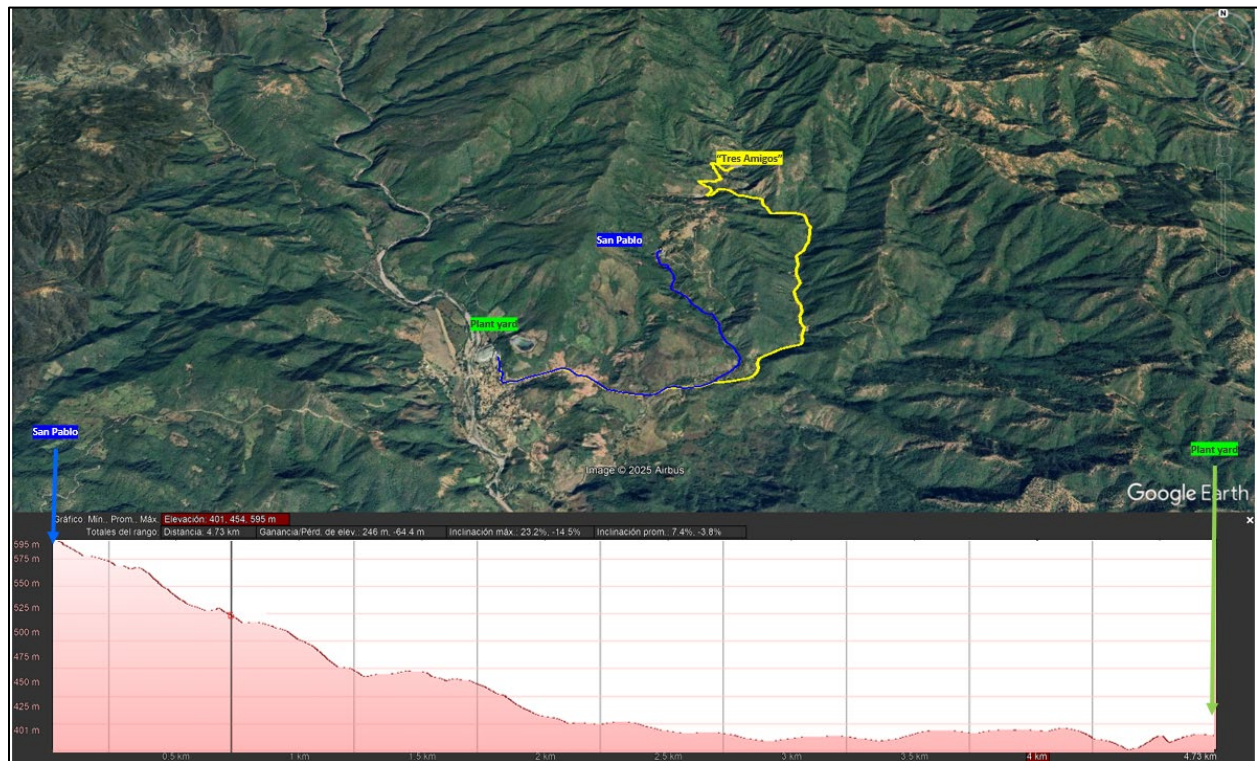 N
"Tres Amigos"
San Pablo
Plant yard
San Pablo
Plant yard
Image © 2025 Airbus
Google Earth
Gráfico: Mín., Prom., Máx. Elevación: 401, 454, 595 m
Totales del rango: Distancia: 4.73 km Ganancia/Pérd. de elev.: 246 m, -64.4 m Inclinación máx.: 23.2%, -14.5% Inclinación prom.: 7.4%, -3.8%
595 m
575 m
550 m
525 m
500 m
475 m
450 m
425 m
401 m
0.5 km 1 km 2 km 2.5 km 3 km 3.5 km 4 km 4.73 km